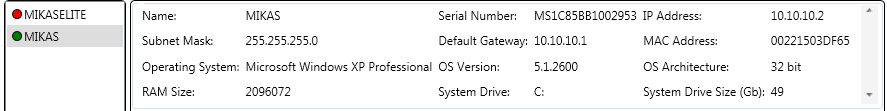 MIKASELITE
MIKAS
Name: MIKAS Serial Number: MS1C85BB1002953 IP Address: 10.10.10.2
Subnet Mask: 255.255.255.0 Default Gateway: 10.10.10.1 MAC Address: 00221503DF65
Operating System: Microsoft Windows XP Professional OS Version: 5.1.2600 OS Architecture: 32 bit
RAM Size: 2096072 System Drive: C: System Drive Size (Gb): 49